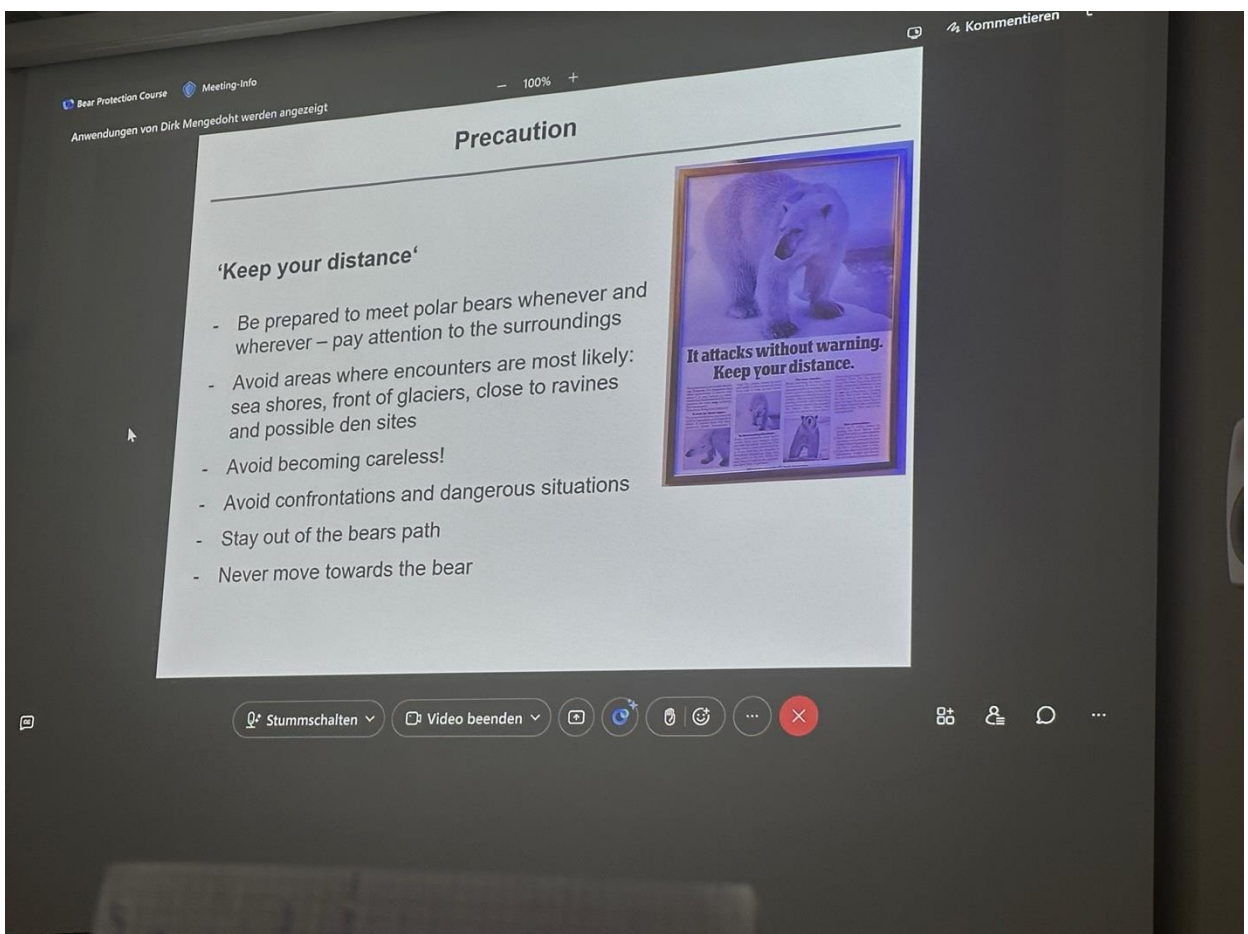 Kommentieren
Bear Protection Course
Meeting-Info
100%
Anwendungen von Dirk Mengedoht werden angezeigt
Precaution
‘Keep your distance‘
- Be prepared to meet polar bears whenever and
wherever – pay attention to the surroundings
- Avoid areas where encounters are most likely:
sea shores, front of glaciers, close to ravines
and possible den sites
- Avoid becoming careless!
- Avoid confrontations and dangerous situations
- Stay out of the bears path
- Never move towards the bear
It attacks without warning.
Keep your distance.
Stummschalten
Video beenden